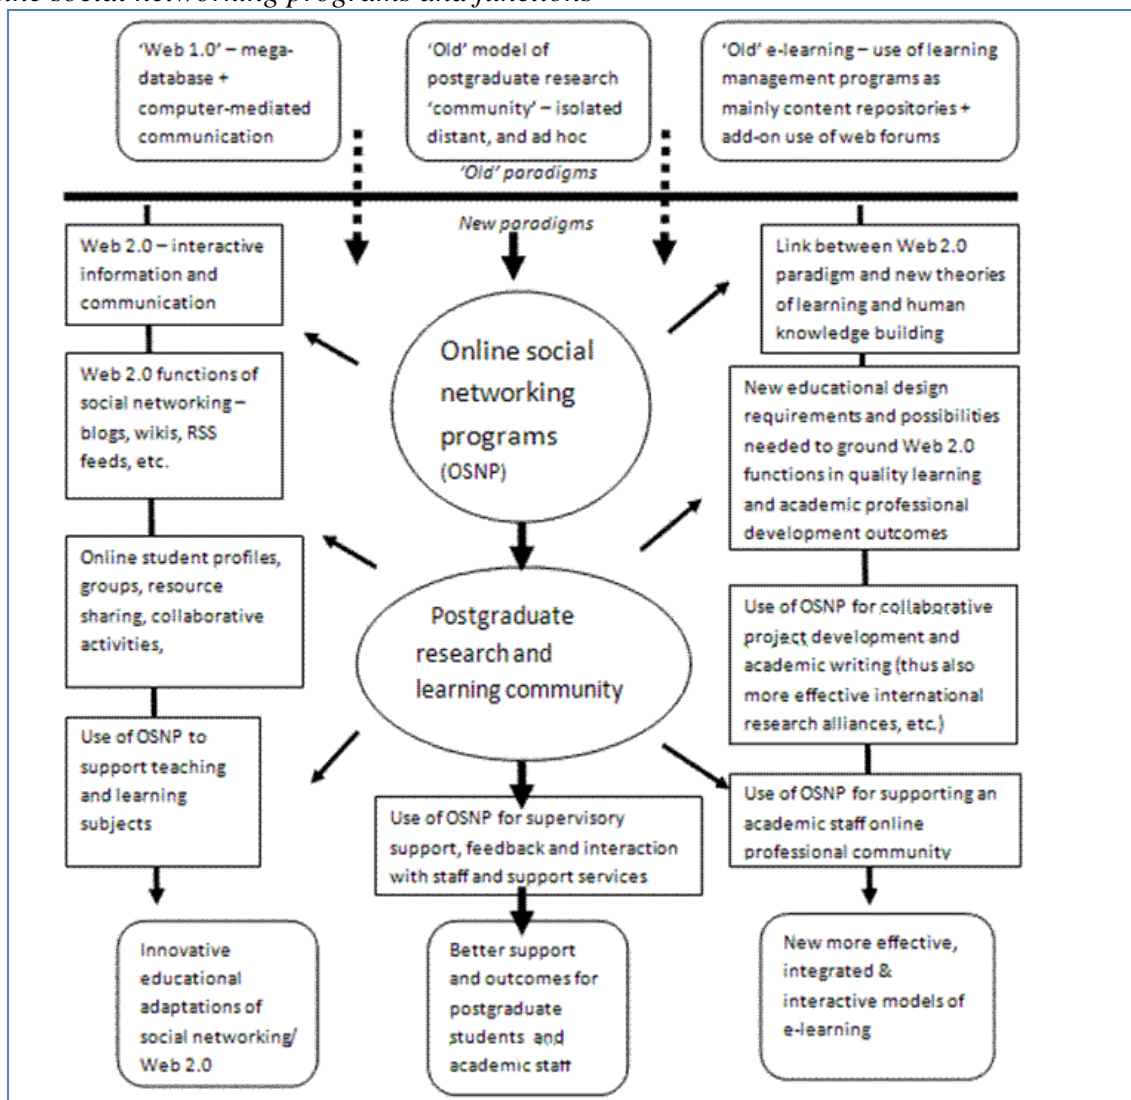 ine social networking programs and functions
‘Web 1.0’ – mega-
database +
computer-mediated
communication
‘Old’ model of
postgraduate research
‘community’ – isolated
distant, and ad hoc
‘Old’ e-learning – use of learning
management programs as
mainly content repositories +
add-on use of web forums
‘Old’ paradigms
New paradigms
Web 2.0 – interactive
information and
communication
Web 2.0 functions of
social networking –
blogs, wikis, RSS
feeds, etc.
Online student profiles,
groups, resource
sharing, collaborative
activities,
Use of OSNP to
support teaching
and learning
subjects
Innovative
educational
adaptations of
social networking/
Web 2.0
Online social
networking
programs
(OSNP)
Postgraduate
research and
learning community
Use of OSNP for supervisory
support, feedback and interaction
with staff and support services
Better support
and outcomes for
postgraduate
students and
academic staff
Link between Web 2.0
paradigm and new theories
of learning and human
knowledge building
New educational design
requirements and possibilities
needed to ground Web 2.0
functions in quality learning
and academic professional
development outcomes
Use of OSNP for collaborative
project development and
academic writing (thus also
more effective international
research alliances, etc.)
Use of OSNP for supporting an
academic staff online
professional community
New more effective,
integrated &
interactive models of
e-learning